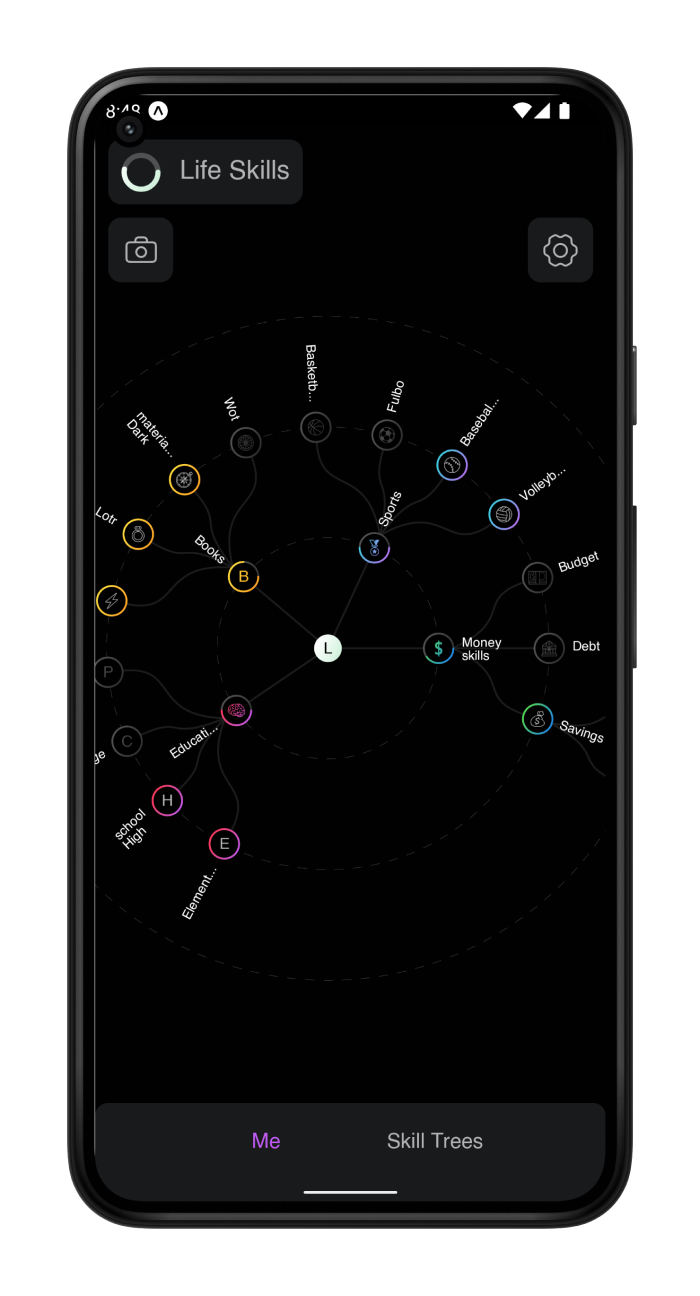 8:48
Life Skills
Basketb...
Fulbo
Wot
Basebal...
materia...
Dark
Volleyb...
Lotr
Sports
Books
B
Budget
L
$
Money
skills
Debt
P
Educati...
Savings
C
ge
H
school
High
E
Element...
Me
Skill Trees